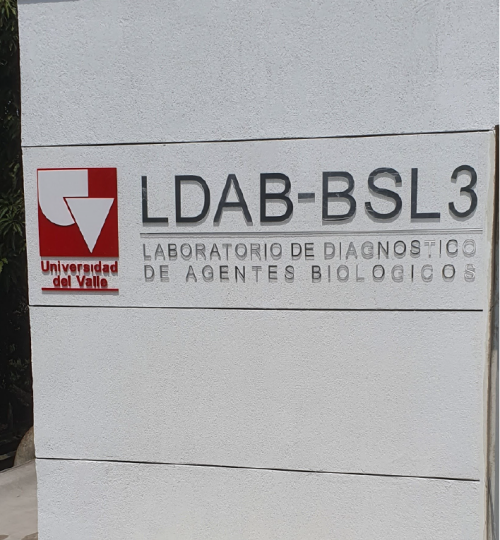 LDAB-BSL3
LABORATORIO DE DIAGNOSTICO
DE AGENTES BIOLOGICOS
Universidad
del Valle